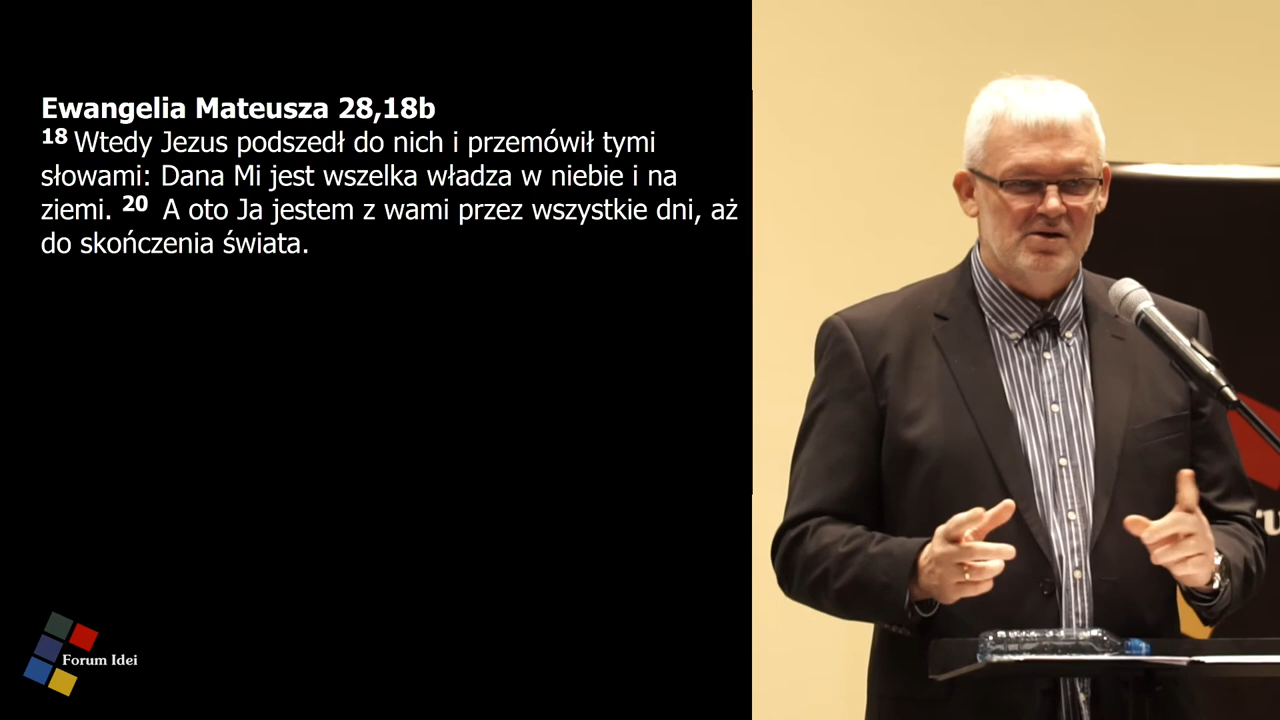 Ewangelia Mateusza 28,18b
18 Wtedy Jezus podszedł do nich i przemówił tymi
słowami: Dana Mi jest wszelka władza w niebie i na
ziemi. 20 A oto Ja jestem z wami przez wszystkie dni, aż
do skończenia świata.
Forum Idei